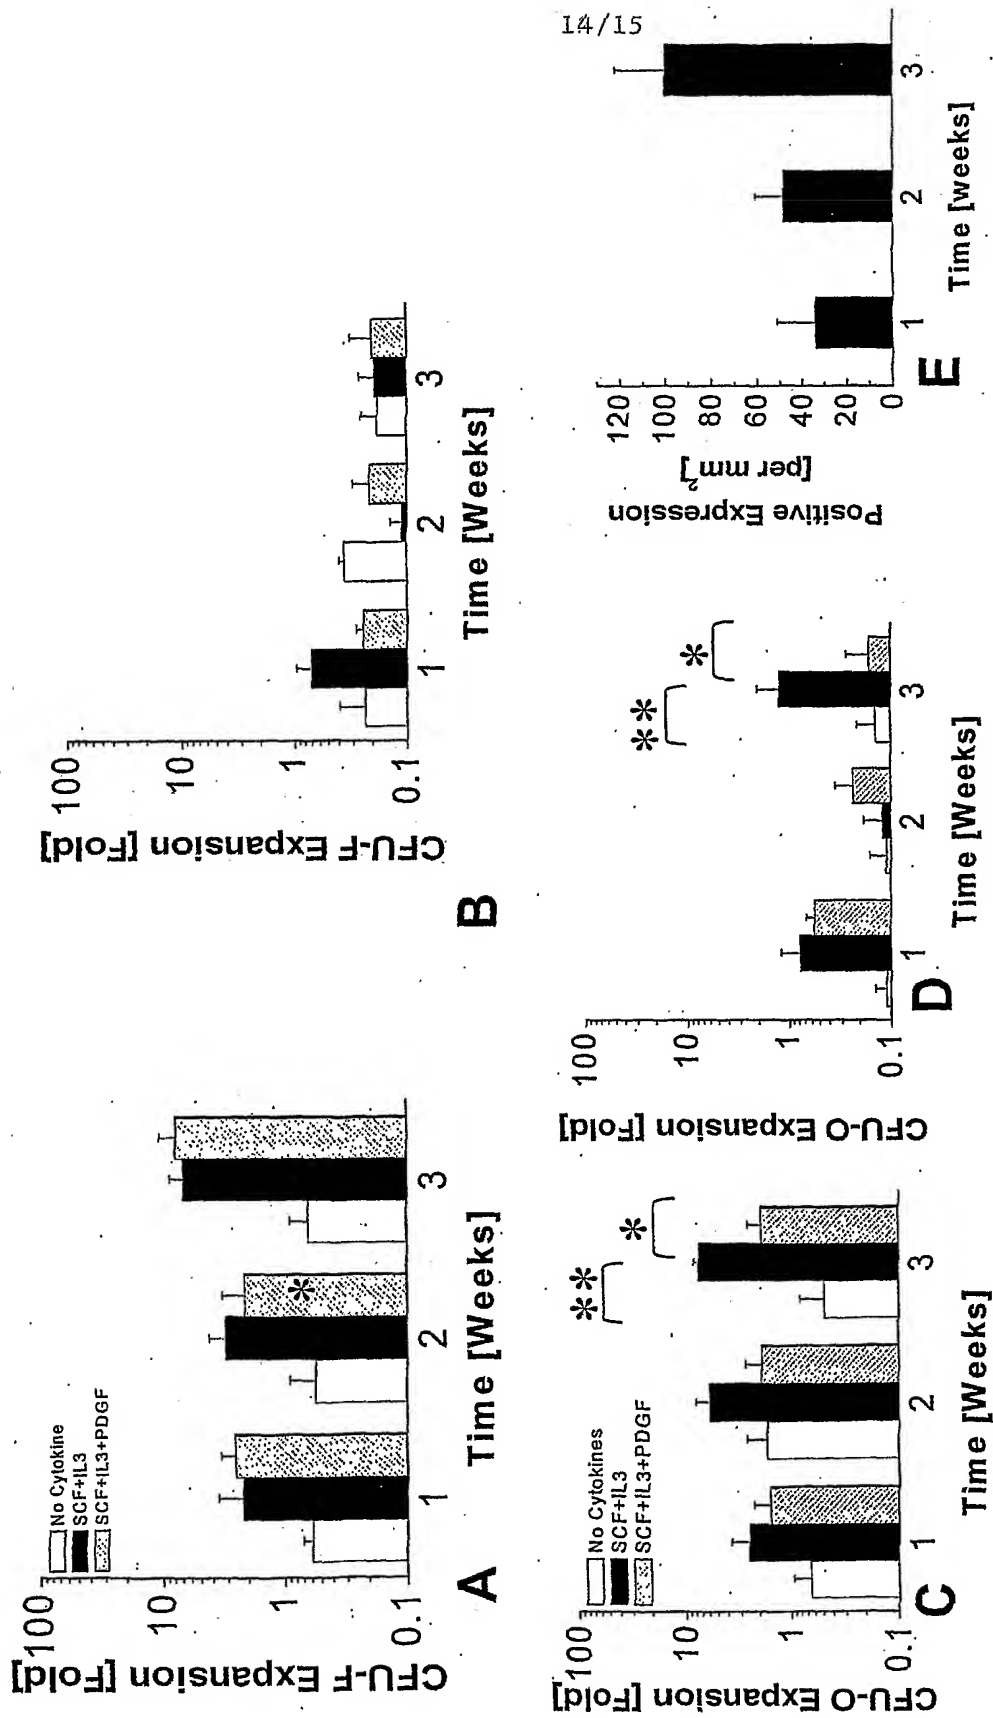 14/15
CFU-F Expansion [Fold]
100
10
1
0.1
No Cytokine
SCF+IL3
SCF+IL3+PDGF
*
1
2
3
Time [Weeks]
A
CFU-F Expansion [Fold]
100
10
1
0.1
1
2
3
Time [Weeks]
B
CFU-O Expansion [Fold]
100
10
1
0.1
No Cytokines
SCF+IL3
SCF+IL3+PDGF
**
*
1
2
3
Time [Weeks]
C
CFU-O Expansion [Fold]
100
10
1
0.1
**
*
1
2
3
Time [Weeks]
D
Positive Expression
[per mm²]
120
100
80
60
40
20
0
1
2
3
Time [weeks]
E